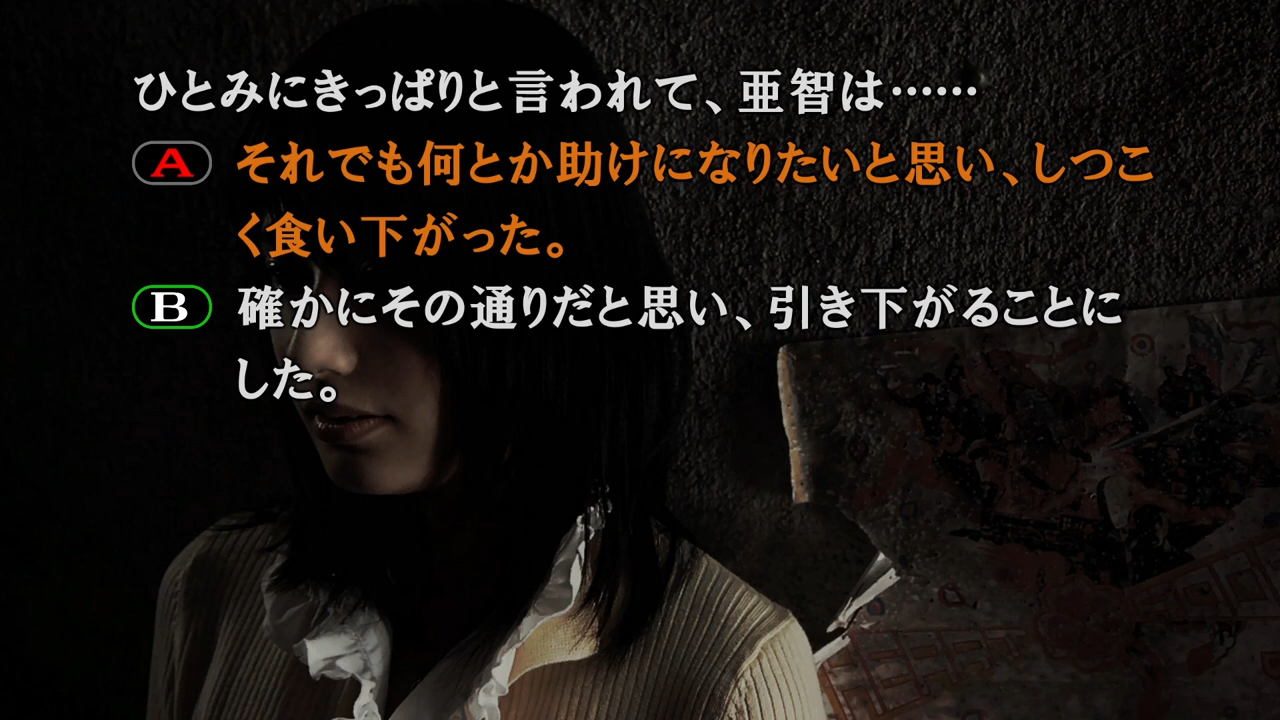 ひとみにきっぱりと言われて、亜智は……
A それでも何とか助けになりたいと思い、しつこ
く食い下がった。
B 確かにその通りだと思い、引き下がることに
した。